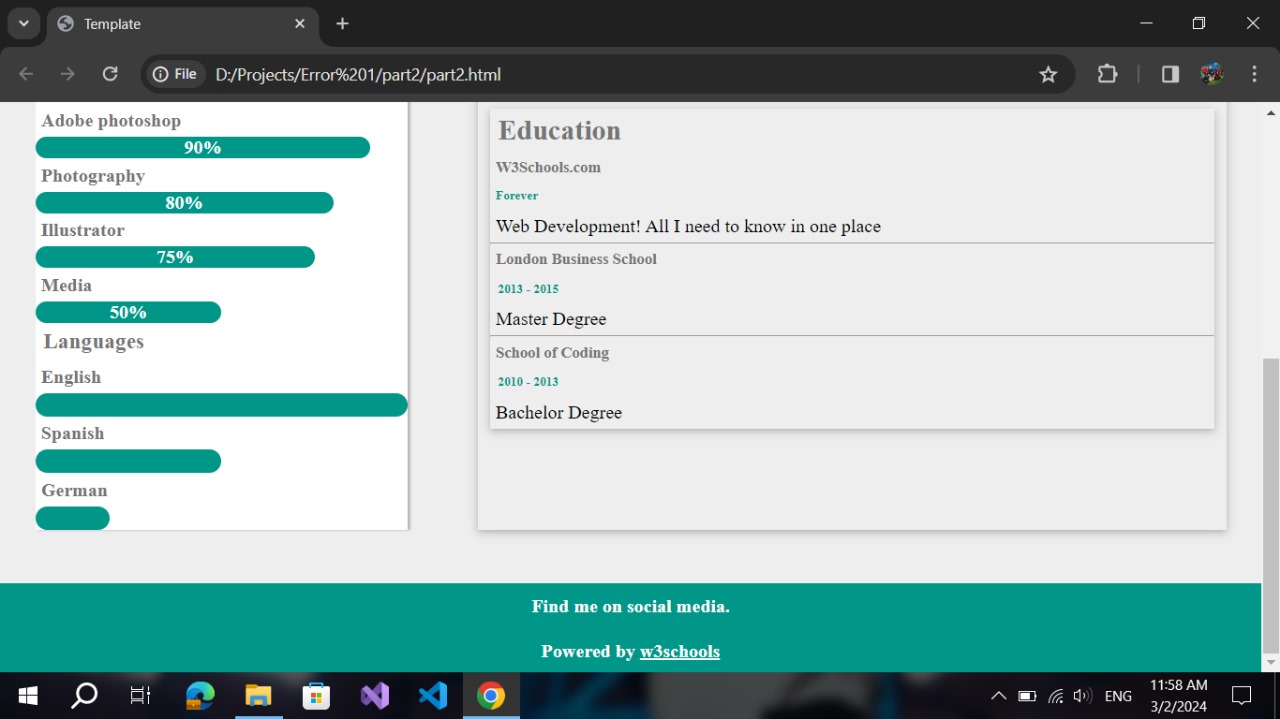 Template
File
D:/Projects/Error%201/part2/part2.html
Adobe photoshop
90%
Photography
80%
Illustrator
75%
Media
50%
Languages
English
Spanish
German
Education
W3Schools.com
Forever
Web Development! All I need to know in one place
London Business School
2013 - 2015
Master Degree
School of Coding
2010 - 2013
Bachelor Degree
Find me on social media.
Powered by w3schools
ENG
11:58 AM
3/2/2024